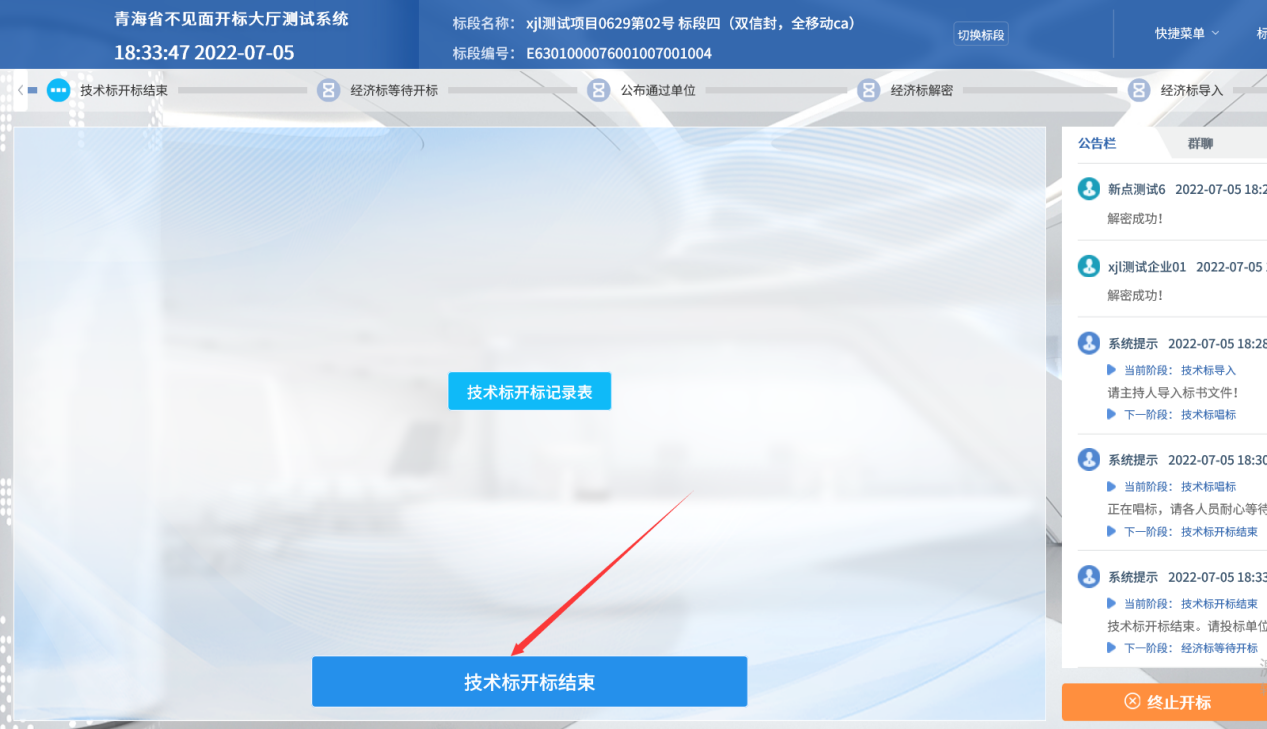 青海省不见面开标大厅测试系统
18:33:47 2022-07-05
标段名称： xjl测试项目0629第02号 标段四（双信封，全移动ca）
标段编号： E6301000076001007001004
切换标段
快捷菜单
标
技术标开标结束
经济标等待开标
公布通过单位
经济标解密
经济标导入
技术标开标记录表
技术标开标结束
公告栏
群聊
新点测试6 2022-07-05 18:2
解密成功！
xjl测试企业01 2022-07-05
解密成功！
系统提示 2022-07-05 18:28
当前阶段： 技术标导入
请主持人导入标书文件！
下一阶段： 技术标唱标
系统提示 2022-07-05 18:30
当前阶段： 技术标唱标
正在唱标，请各人员耐心等待
下一阶段： 技术标开标结束
系统提示 2022-07-05 18:33
当前阶段： 技术标开标结束
技术标开标结束。请投标单位
下一阶段： 经济标等待开标
终止开标